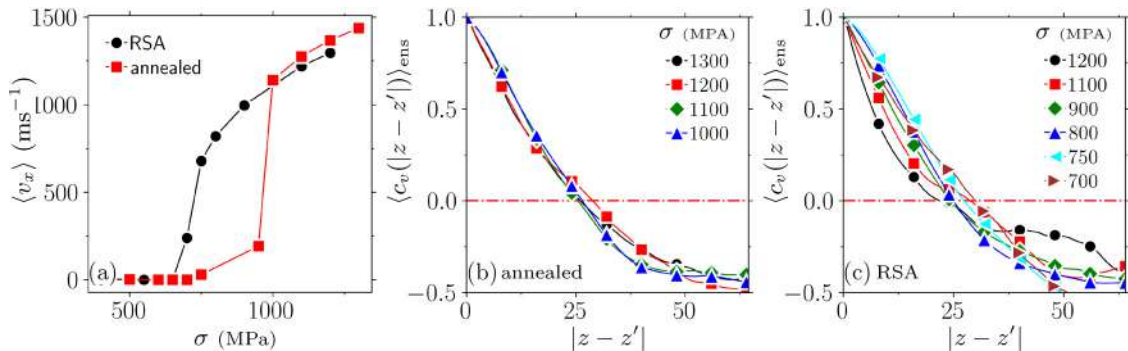 1500
1000
500
0
⟨v_x⟩ (ms⁻¹)
RSA
annealed
(a)
500
1000
σ (MPa)
1.0
0.5
0.0
−0.5
⟨c_v(|z − z′|)⟩_ens
σ (MPA)
1300
1200
1100
1000
(b) annealed
0
25
50
|z − z′|
1.0
0.5
0.0
−0.5
⟨c_v(|z − z′|)⟩_ens
σ (MPA)
1200
1100
900
800
750
700
(c) RSA
0
25
50
|z − z′|